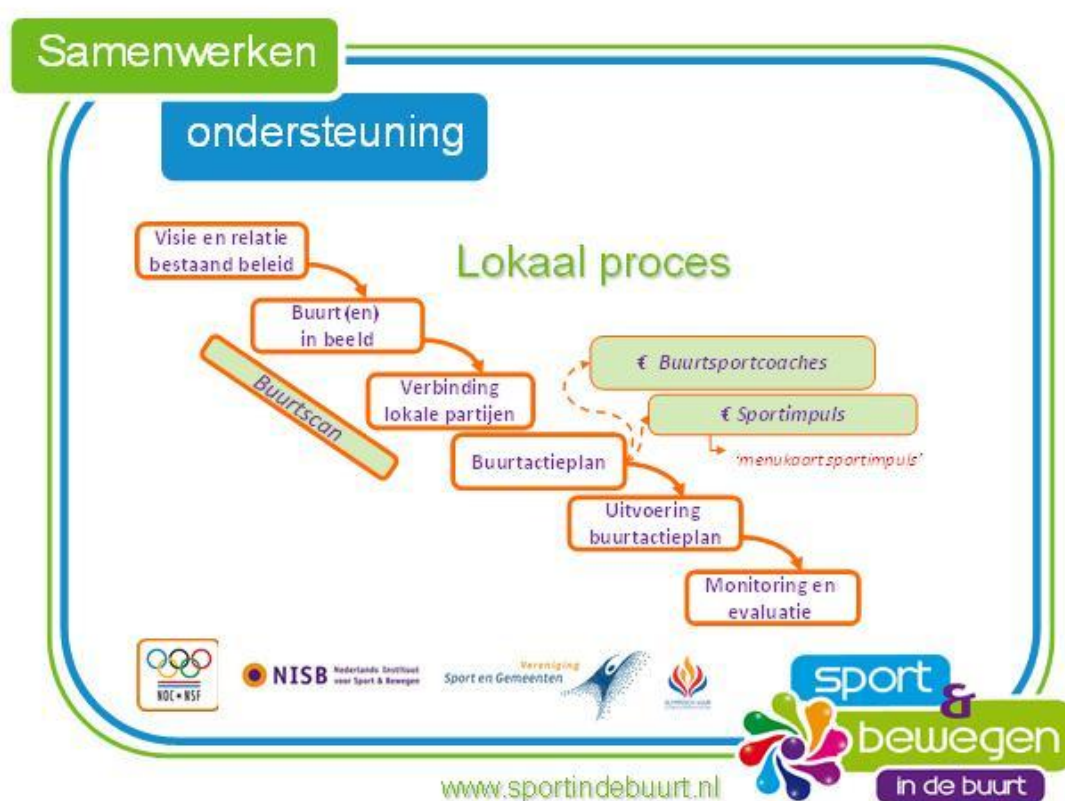 Samenwerken
ondersteuning
Lokaal proces
Visie en relatie
bestaand beleid
Buurt(en)
in beeld
Buurtscan
Verbinding
lokale partijen
€ Buurtsportcoaches
€ Sportimpuls
'menukaart sportimpuls'
Buurtactieplan
Uitvoering
buurtactieplan
Monitoring en
evaluatie
NOC*NSF
NISB Nederlands Instituut
voor Sport & Bewegen
Vereniging
Sport en Gemeenten
sport
&
bewegen
in de buurt
www.sportindebuurt.nl